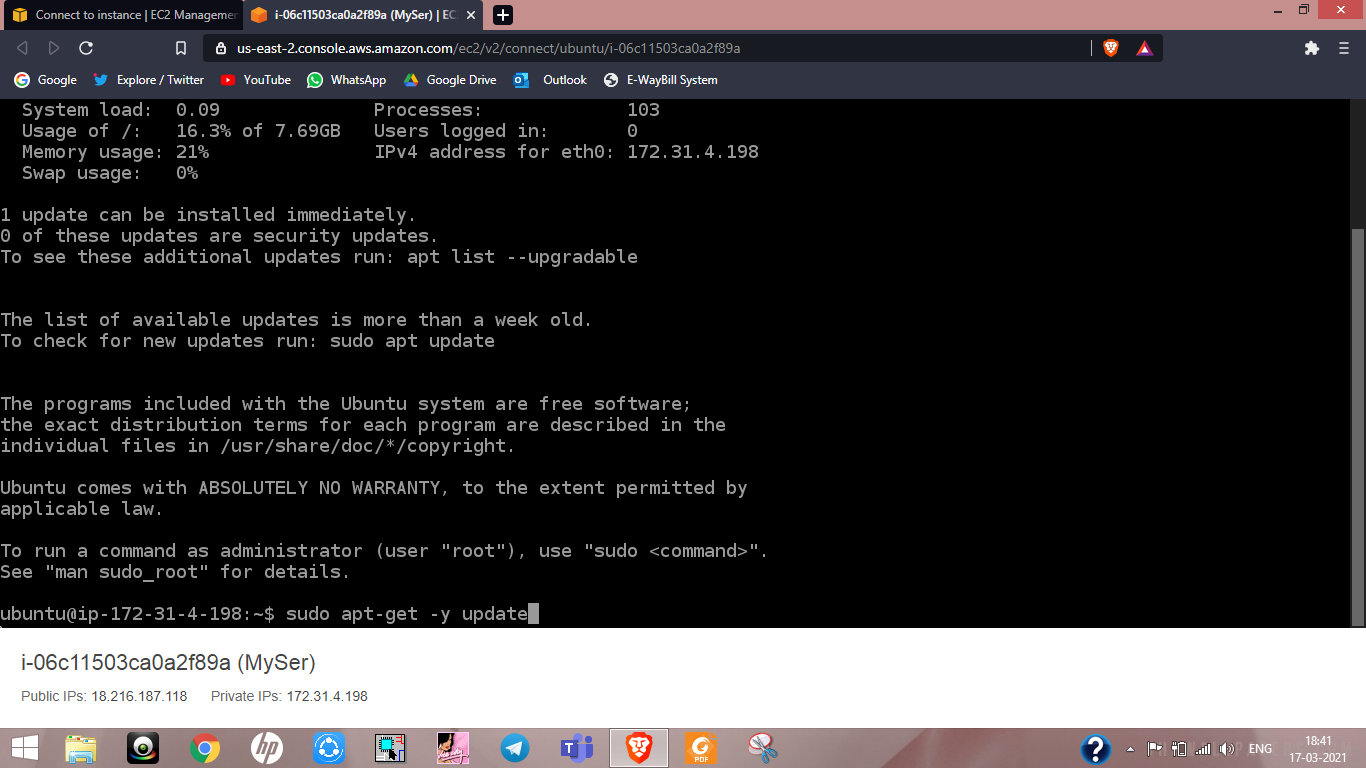 Connect to instance | EC2 Managemen
i-06c11503ca0a2f89a (MySer) | EC
us-east-2.console.aws.amazon.com/ec2/v2/connect/ubuntu/i-06c11503ca0a2f89a
Google Explore / Twitter YouTube WhatsApp Google Drive Outlook E-WayBill System
System load: 0.09 Processes: 103
Usage of /: 16.3% of 7.69GB Users logged in: 0
Memory usage: 21% IPv4 address for eth0: 172.31.4.198
Swap usage: 0%
1 update can be installed immediately.
0 of these updates are security updates.
To see these additional updates run: apt list --upgradable
The list of available updates is more than a week old.
To check for new updates run: sudo apt update
The programs included with the Ubuntu system are free software;
the exact distribution terms for each program are described in the
individual files in /usr/share/doc/*/copyright.
Ubuntu comes with ABSOLUTELY NO WARRANTY, to the extent permitted by
applicable law.
To run a command as administrator (user "root"), use "sudo <command>".
See "man sudo_root" for details.
ubuntu@ip-172-31-4-198:~$ sudo apt-get -y update
i-06c11503ca0a2f89a (MySer)
Public IPs: 18.216.187.118 Private IPs: 172.31.4.198
hp
PDF
ENG
18:41
17-03-2021